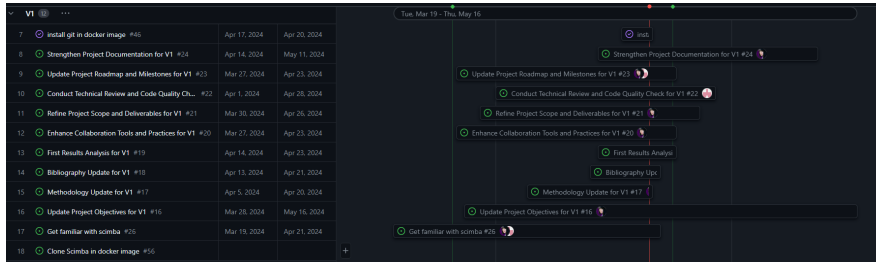 V1 12 ...
Tue, Mar 19 - Thu, May 16
7 install git in docker image #46 Apr 17, 2024 Apr 20, 2024 inst
8 Strengthen Project Documentation for V1 #24 Apr 14, 2024 May 11, 2024 Strengthen Project Documentation for V1 #24
9 Update Project Roadmap and Milestones for V1 #23 Mar 27, 2024 Apr 23, 2024 Update Project Roadmap and Milestones for V1 #23
10 Conduct Technical Review and Code Quality Ch... #22 Apr 1, 2024 Apr 28, 2024 Conduct Technical Review and Code Quality Check for V1 #22
11 Refine Project Scope and Deliverables for V1 #21 Mar 30, 2024 Apr 26, 2024 Refine Project Scope and Deliverables for V1 #21
12 Enhance Collaboration Tools and Practices for V1 #20 Mar 27, 2024 Apr 23, 2024 Enhance Collaboration Tools and Practices for V1 #20
13 First Results Analysis for V1 #19 Apr 14, 2024 Apr 23, 2024 First Results Analysi
14 Bibliography Update for V1 #18 Apr 13, 2024 Apr 21, 2024 Bibliography Upd
15 Methodology Update for V1 #17 Apr 5, 2024 Apr 20, 2024 Methodology Update for V1 #17
16 Update Project Objectives for V1 #16 Mar 28, 2024 May 16, 2024 Update Project Objectives for V1 #16
17 Get familiar with scimba #26 Mar 19, 2024 Apr 21, 2024 Get familiar with scimba #26
18 Clone Scimba in docker image #56 +